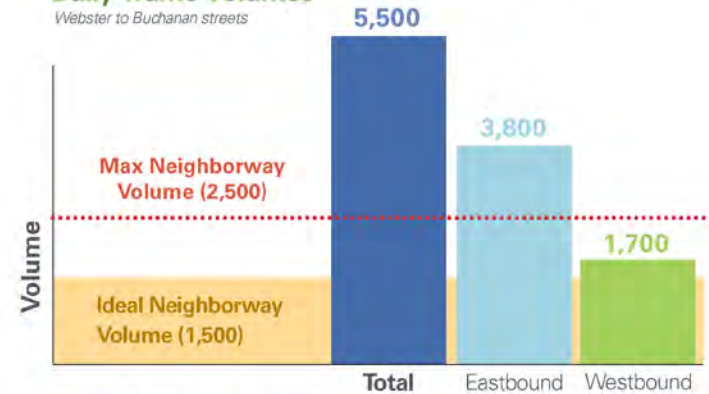 Webster to Buchanan streets
5,500
3,800
Max Neighborway
Volume (2,500)
1,700
Volume
Ideal Neighborway
Volume (1,500)
Total Eastbound Westbound